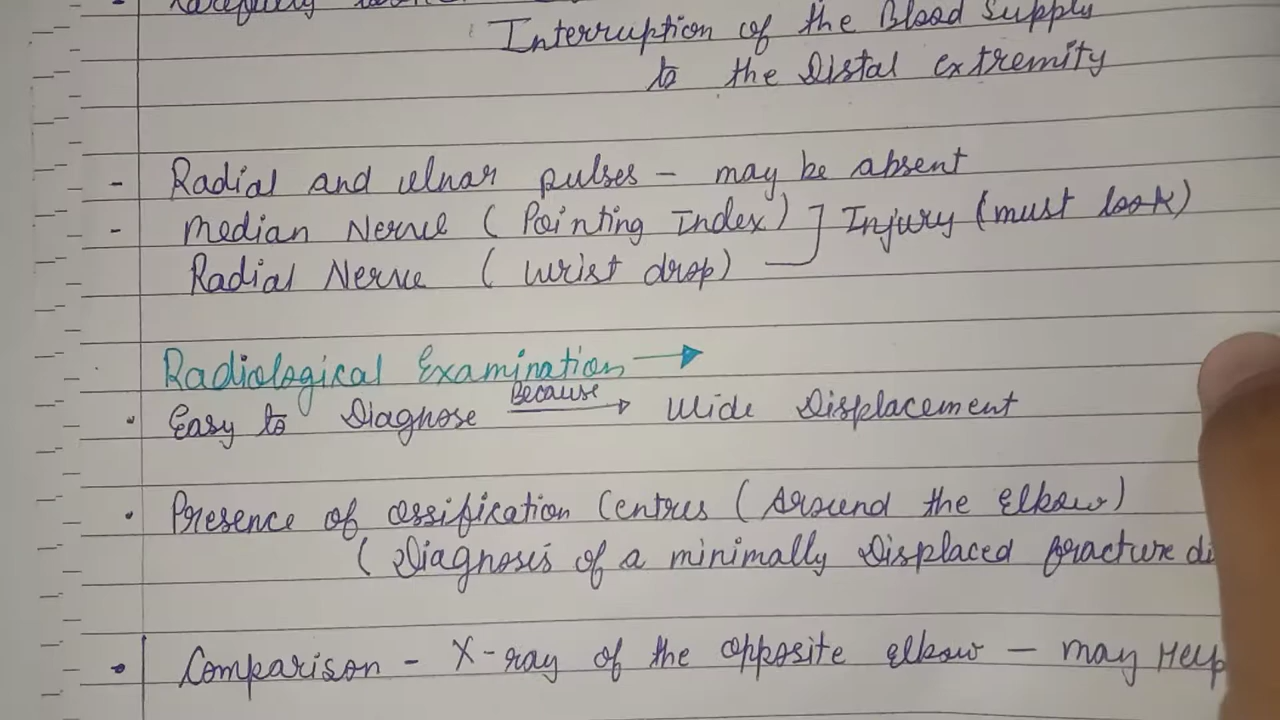 Interruption of the Blood Supply
to the Distal extremity
- Radial and ulnar pulses - may be absent
- Median Nerve (Pointing Index) ] Injury (must look)
Radial Nerve (wrist drop)
Radiological Examination →
• Easy to Diagnose Because → Wide Displacement
• Presence of ossification Centres (Around the Elbow)
(Diagnosis of a minimally Displaced fracture
• Comparison - X-ray of the opposite elbow - may Help